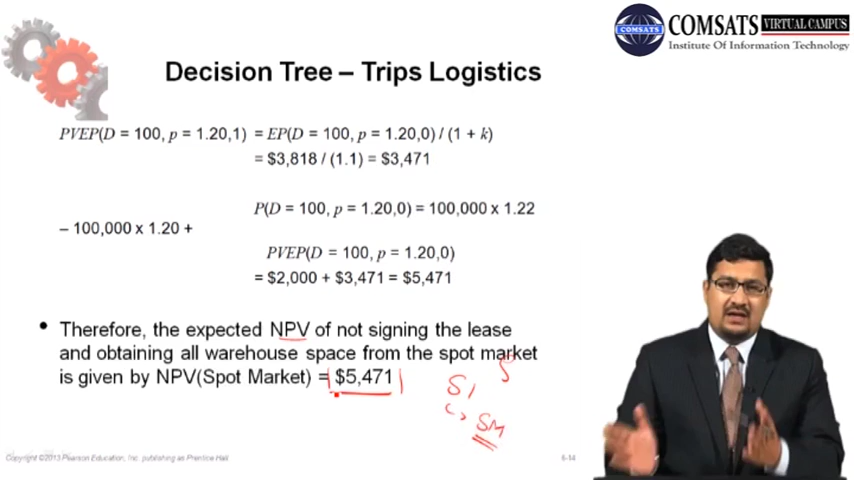 COMSATS VIRTUAL CAMPUS
COMSATS
Institute Of Information Technology
Decision Tree – Trips Logistics
PVEP(D = 100, p = 1.20,1) = EP(D = 100, p = 1.20,0) / (1 + k)
= $3,818 / (1.1) = $3,471
P(D = 100, p = 1.20,0) = 100,000 x 1.22
– 100,000 x 1.20 +
PVEP(D = 100, p = 1.20,0)
= $2,000 + $3,471 = $5,471
• Therefore, the expected NPV of not signing the lease
and obtaining all warehouse space from the spot market
is given by NPV(Spot Market) = $5,471
SM
Copyright ©2013 Pearson Education, Inc. publishing as Prentice Hall
6-14